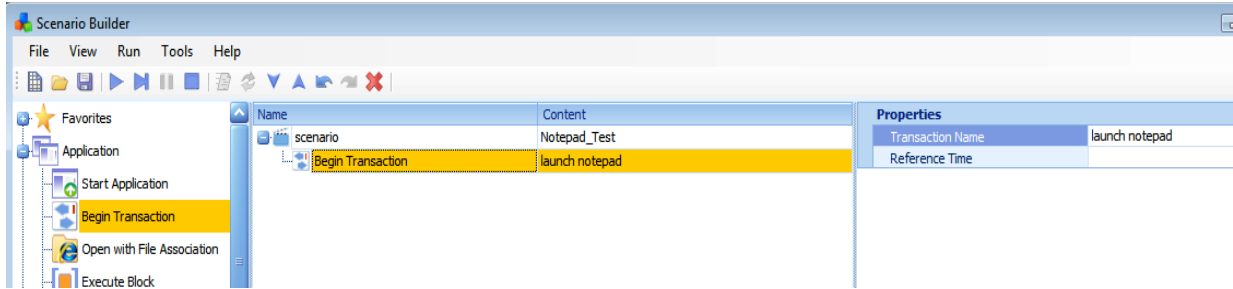 Scenario Builder
File View Run Tools Help
Favorites
Application
Start Application
Begin Transaction
Open with File Association
Execute Block
Name Content
scenario Notepad_Test
Begin Transaction launch notepad
Properties
Transaction Name launch notepad
Reference Time